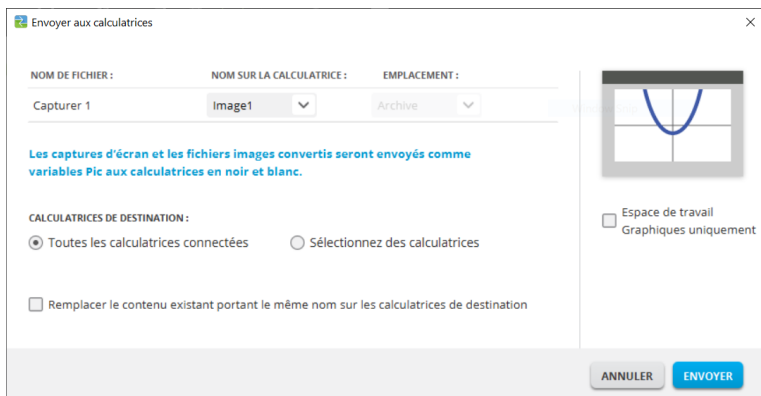 Envoyer aux calculatrices
NOM DE FICHIER :
NOM SUR LA CALCULATRICE :
EMPLACEMENT :
Capturer 1
Image1
Archive
Les captures d'écran et les fichiers images convertis seront envoyés comme
variables Pic aux calculatrices en noir et blanc.
CALCULATRICES DE DESTINATION :
Toutes les calculatrices connectées
Sélectionnez des calculatrices
Remplacer le contenu existant portant le même nom sur les calculatrices de destination
Espace de travail
Graphiques uniquement
ANNULER
ENVOYER